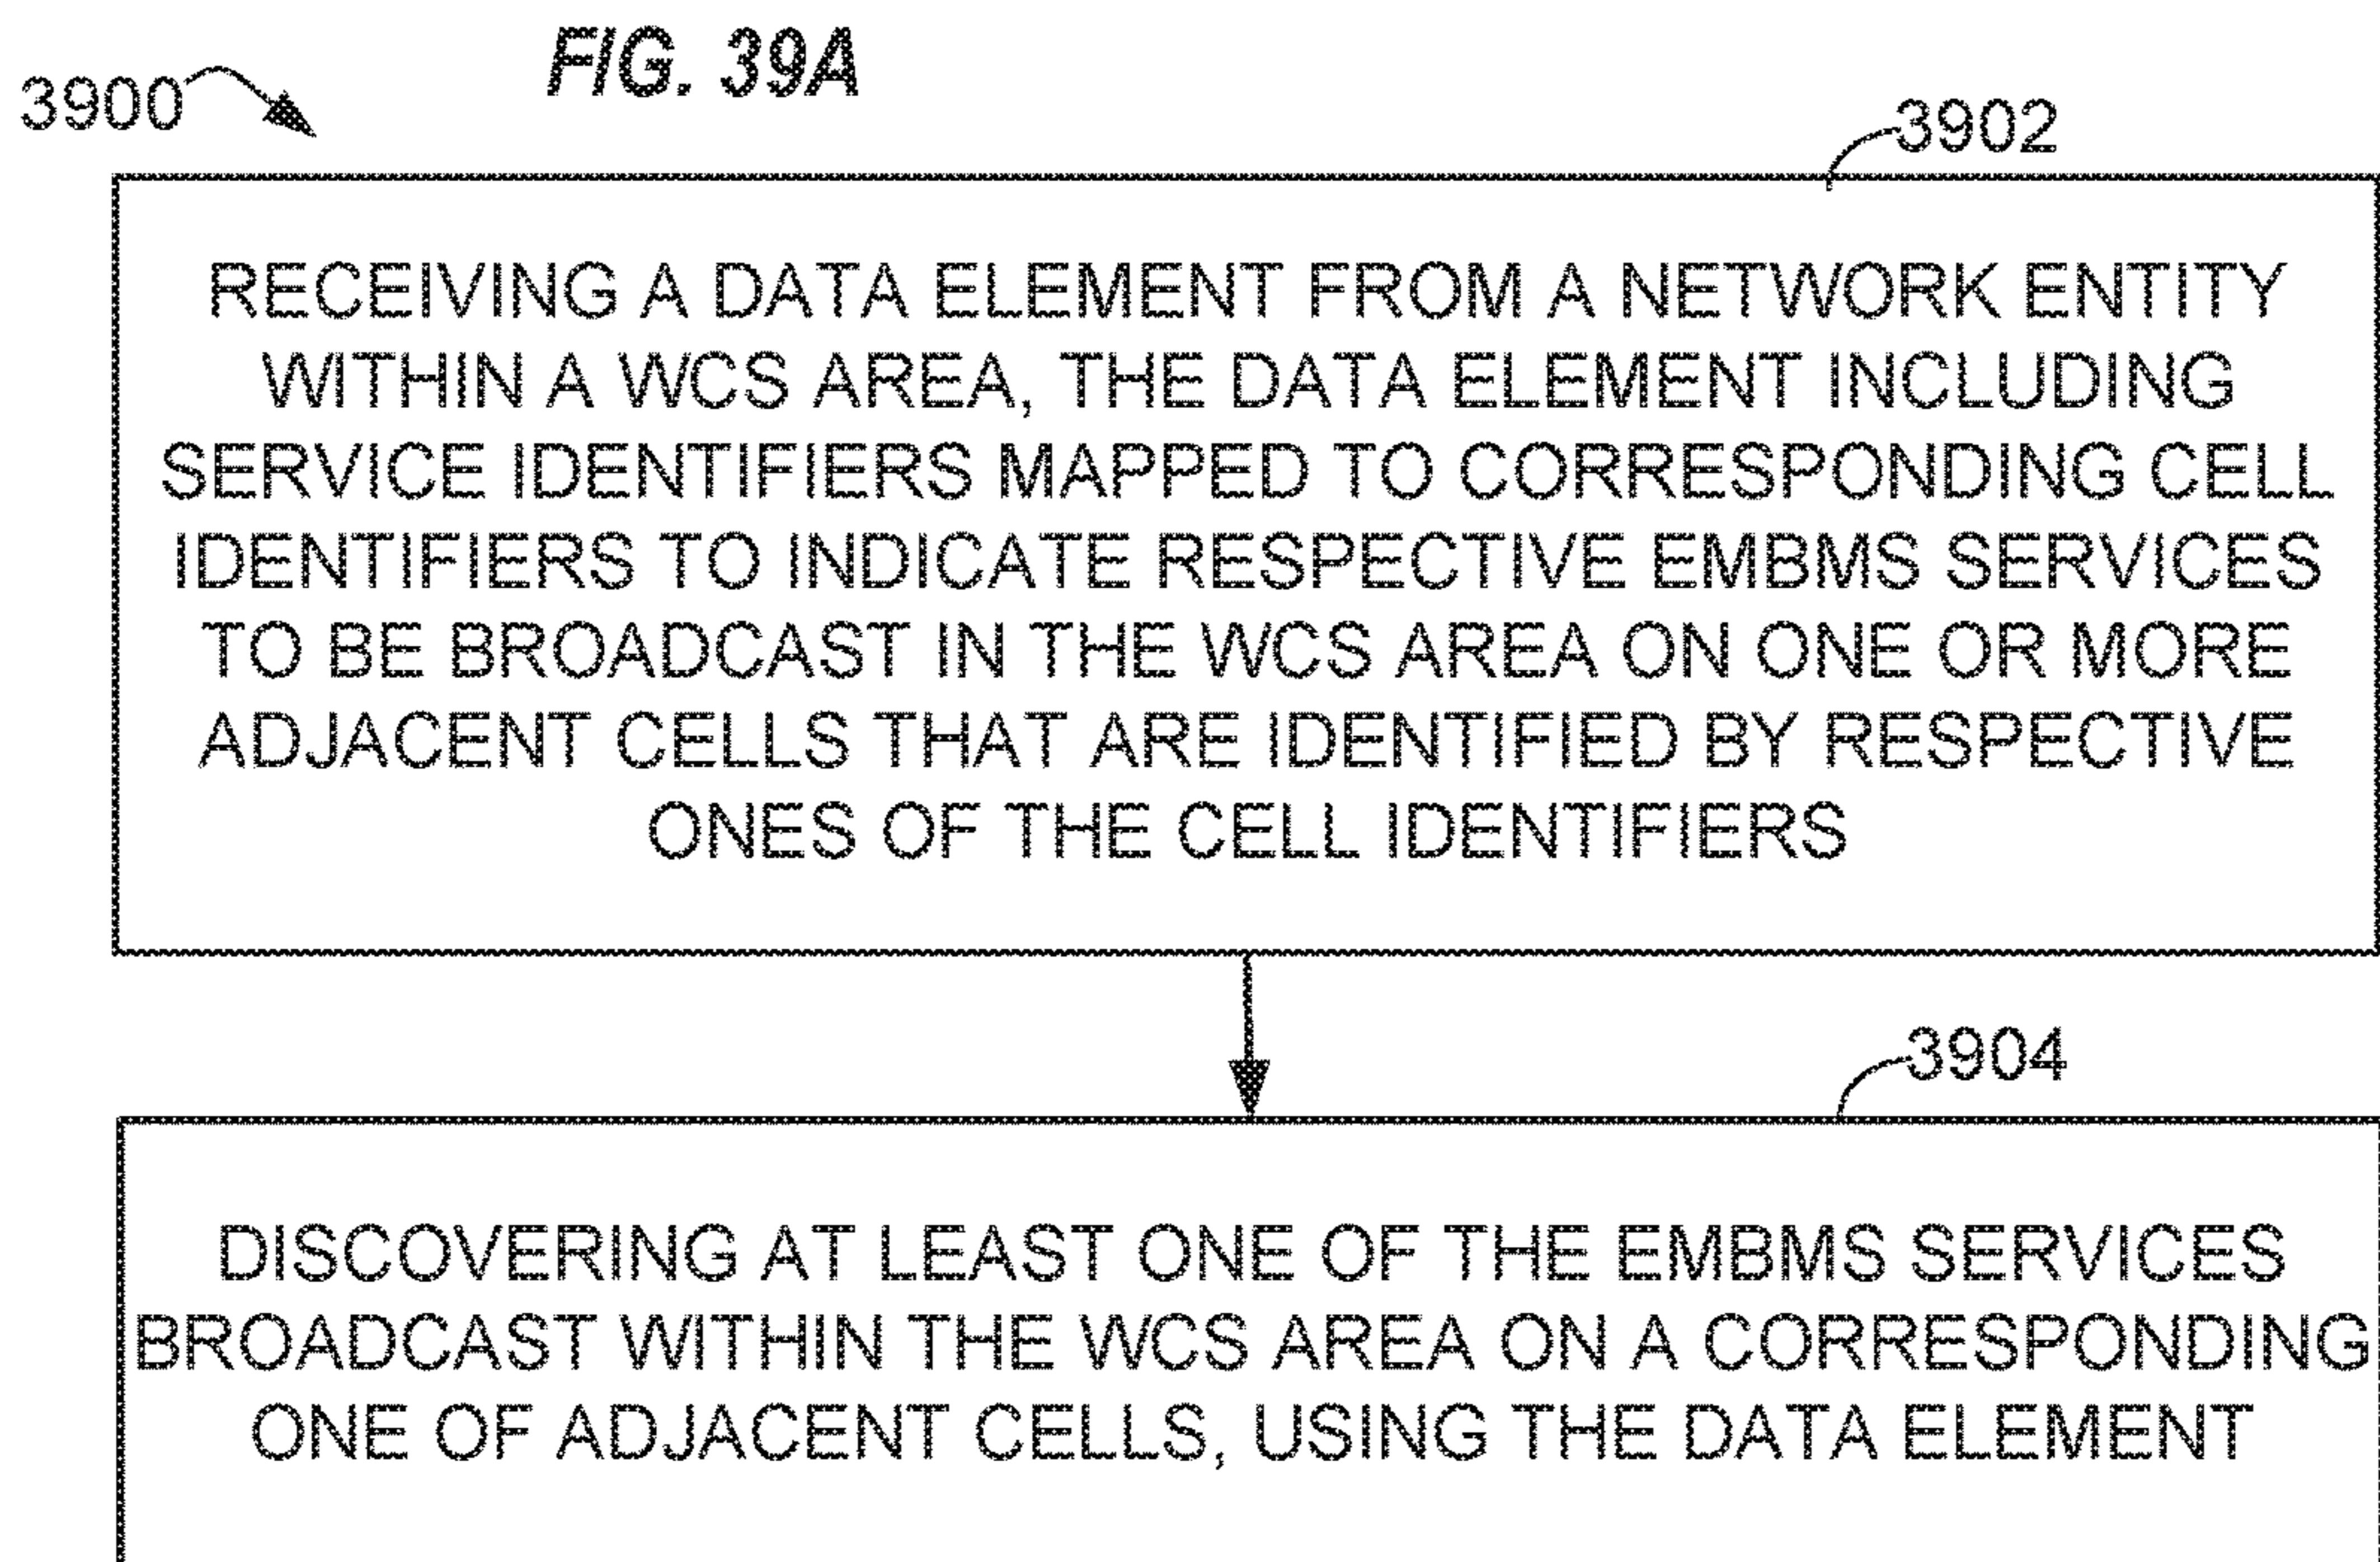 FIG. 39A
3900
3902
RECEIVING A DATA ELEMENT FROM A NETWORK ENTITY
WITHIN A WCS AREA, THE DATA ELEMENT INCLUDING
SERVICE IDENTIFIERS MAPPED TO CORRESPONDING CELL
IDENTIFIERS TO INDICATE RESPECTIVE EMBMS SERVICES
TO BE BROADCAST IN THE WCS AREA ON ONE OR MORE
ADJACENT CELLS THAT ARE IDENTIFIED BY RESPECTIVE
ONES OF THE CELL IDENTIFIERS
3904
DISCOVERING AT LEAST ONE OF THE EMBMS SERVICES
BROADCAST WITHIN THE WCS AREA ON A CORRESPONDING
ONE OF ADJACENT CELLS, USING THE DATA ELEMENT